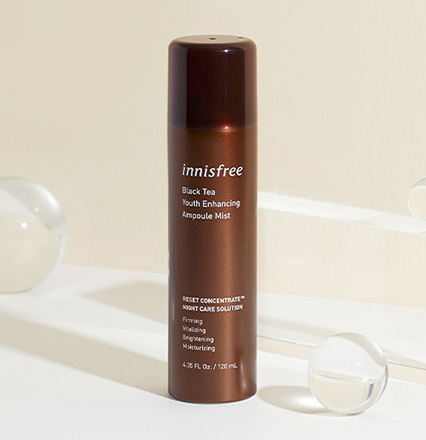 innisfree
Black Tea
Youth Enhancing
Ampoule Mist
RESET CONCENTRATE™
NIGHT CARE SOLUTION
Firming
Vitalizing
Brightening
Moisturizing
4.05 FL Oz. / 120 mL